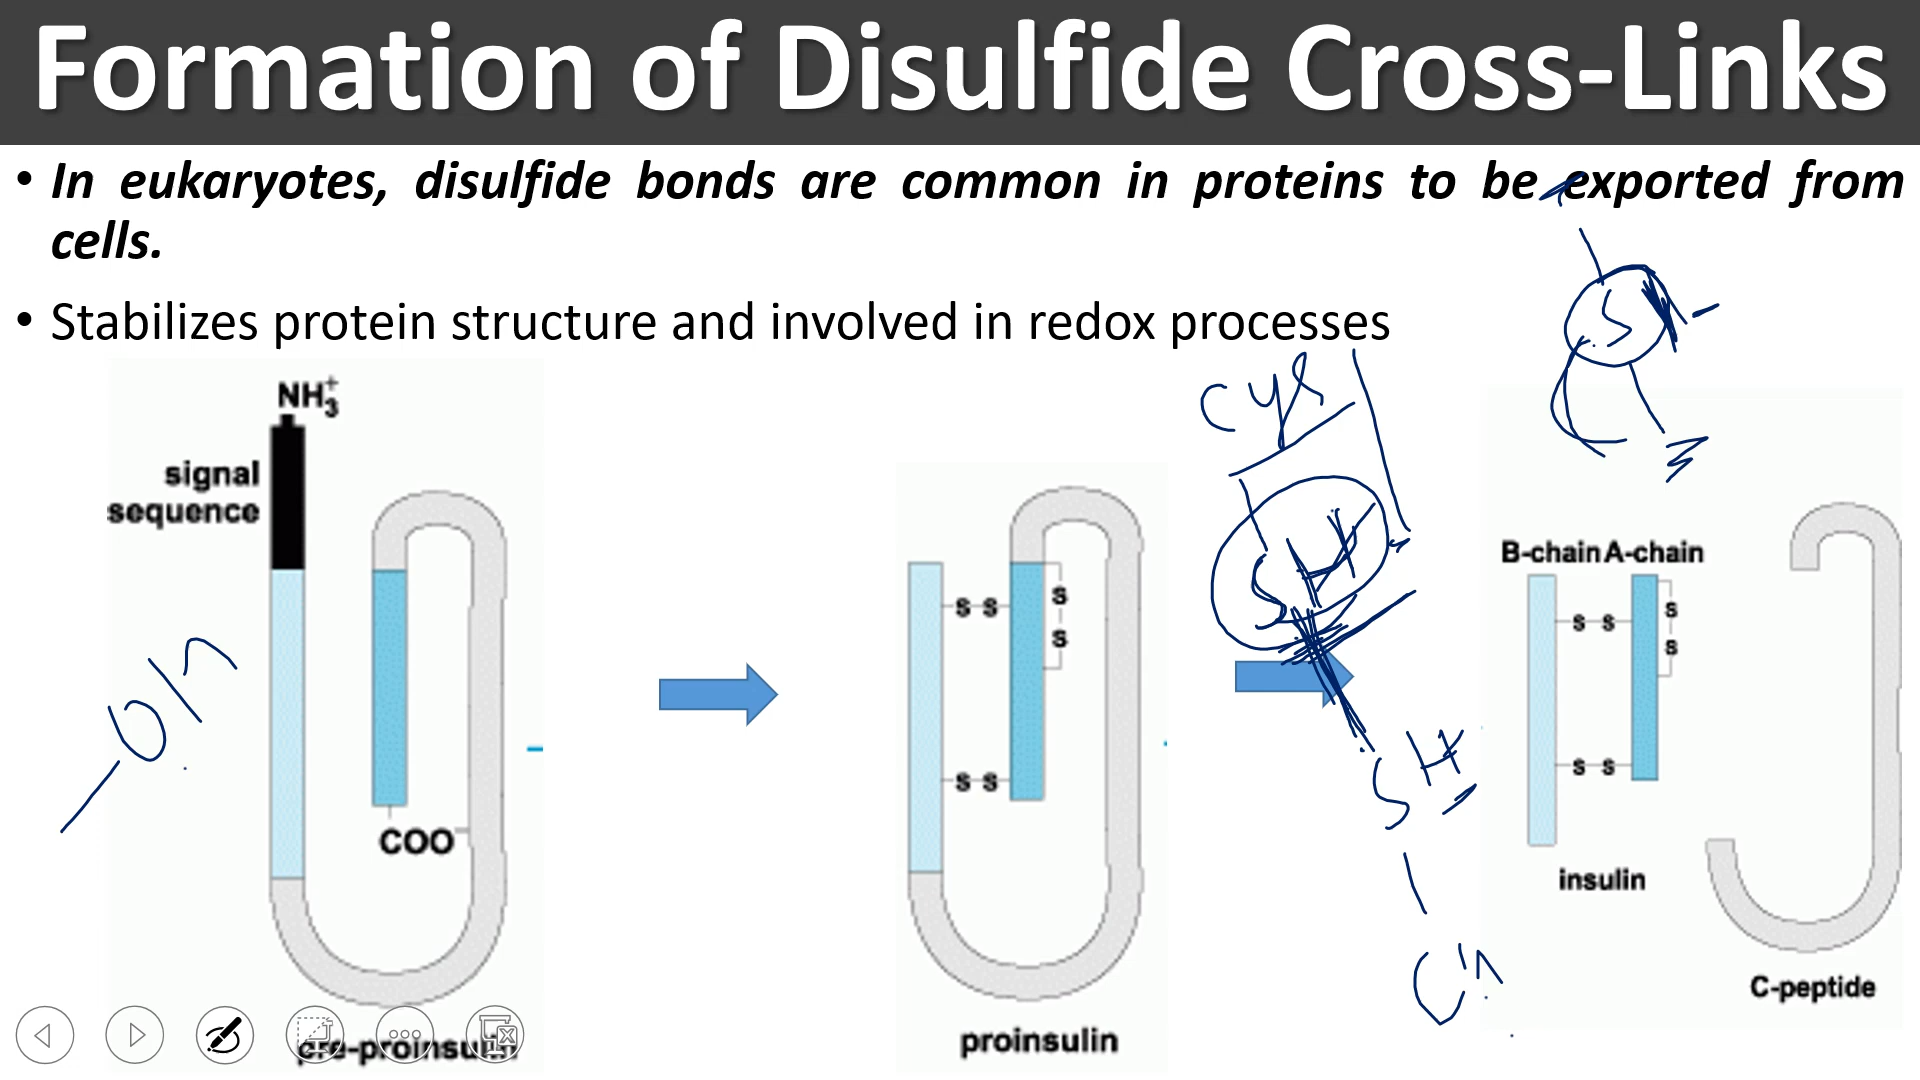 Formation of Disulfide Cross-Links
• In eukaryotes, disulfide bonds are common in proteins to be exported from
cells.
• Stabilizes protein structure and involved in redox processes
NH3+
signal
sequence
COO-
pre-proinsulin
S S
S
S
S S
proinsulin
Cys
SH
SH
S
B-chain A-chain
S S
S
S
S S
insulin
C-peptide